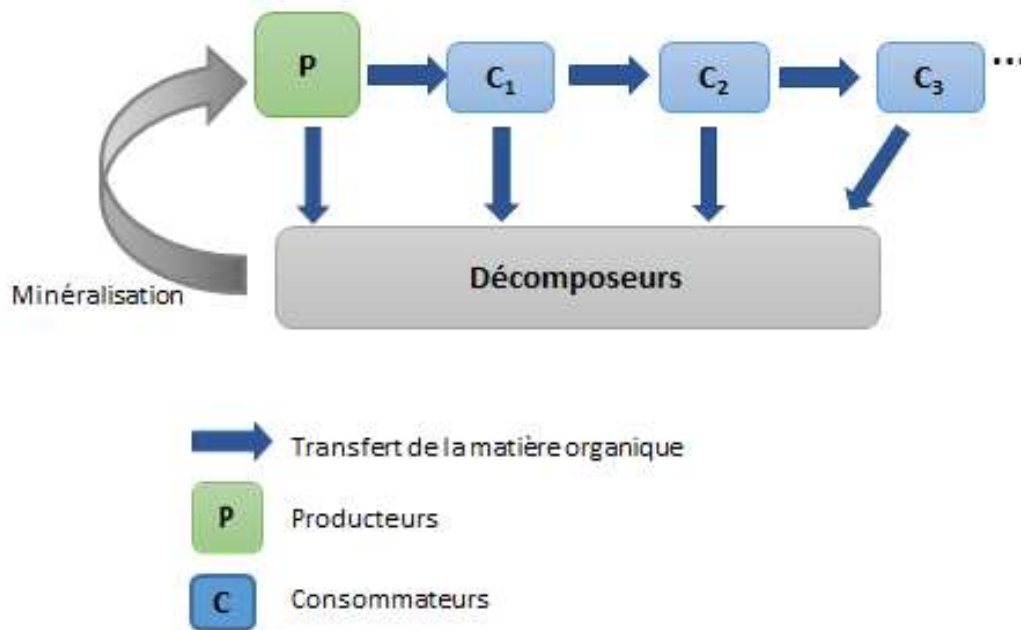 P
C₁
C₂
C₃
...
Décomposeurs
Minéralisation
Transfert de la matière organique
P
Producteurs
C
Consommateurs